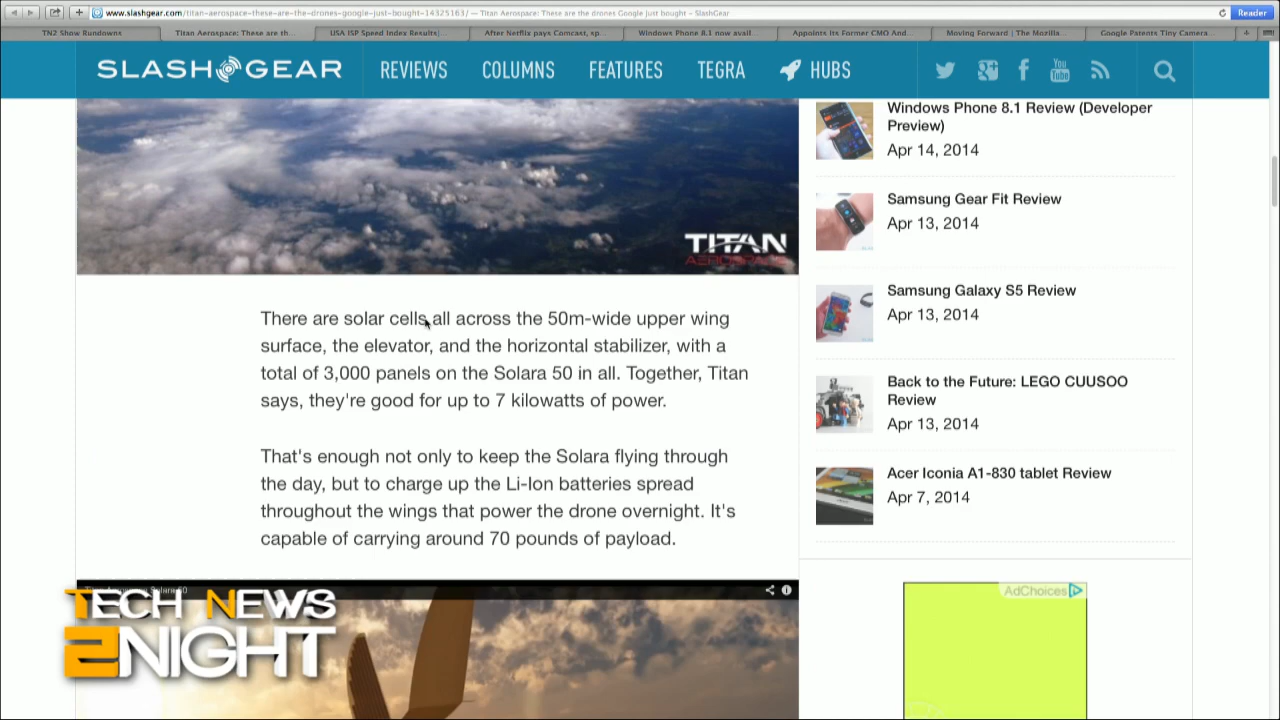 www.slashgear.com/titan-aerospace-these-are-the-drones-google-just-bought-14325163/ — Titan Aerospace: These are the drones Google just bought - SlashGear
Reader
TN2 Show Rundowns
Titan Aerospace: These are th...
USA ISP Speed Index Results|...
After Netflix pays Comcast, sp...
Windows Phone 8.1 now avail...
Appoints Its Former CMO And...
Moving Forward | The Mozilla...
Google Patents Tiny Camera...
SLASHGEAR
REVIEWS
COLUMNS
FEATURES
TEGRA
HUBS
You
Tube
TITAN
AEROSPACE
There are solar cells all across the 50m-wide upper wing
surface, the elevator, and the horizontal stabilizer, with a
total of 3,000 panels on the Solara 50 in all. Together, Titan
says, they're good for up to 7 kilowatts of power.
That's enough not only to keep the Solara flying through
the day, but to charge up the Li-Ion batteries spread
throughout the wings that power the drone overnight. It's
capable of carrying around 70 pounds of payload.
Windows Phone 8.1 Review (Developer
Preview)
Apr 14, 2014
Samsung Gear Fit Review
Apr 13, 2014
Samsung Galaxy S5 Review
Apr 13, 2014
Back to the Future: LEGO CUUSOO
Review
Apr 13, 2014
Acer Iconia A1-830 tablet Review
Apr 7, 2014
AdChoices
TECH NEWS
2NIGHT